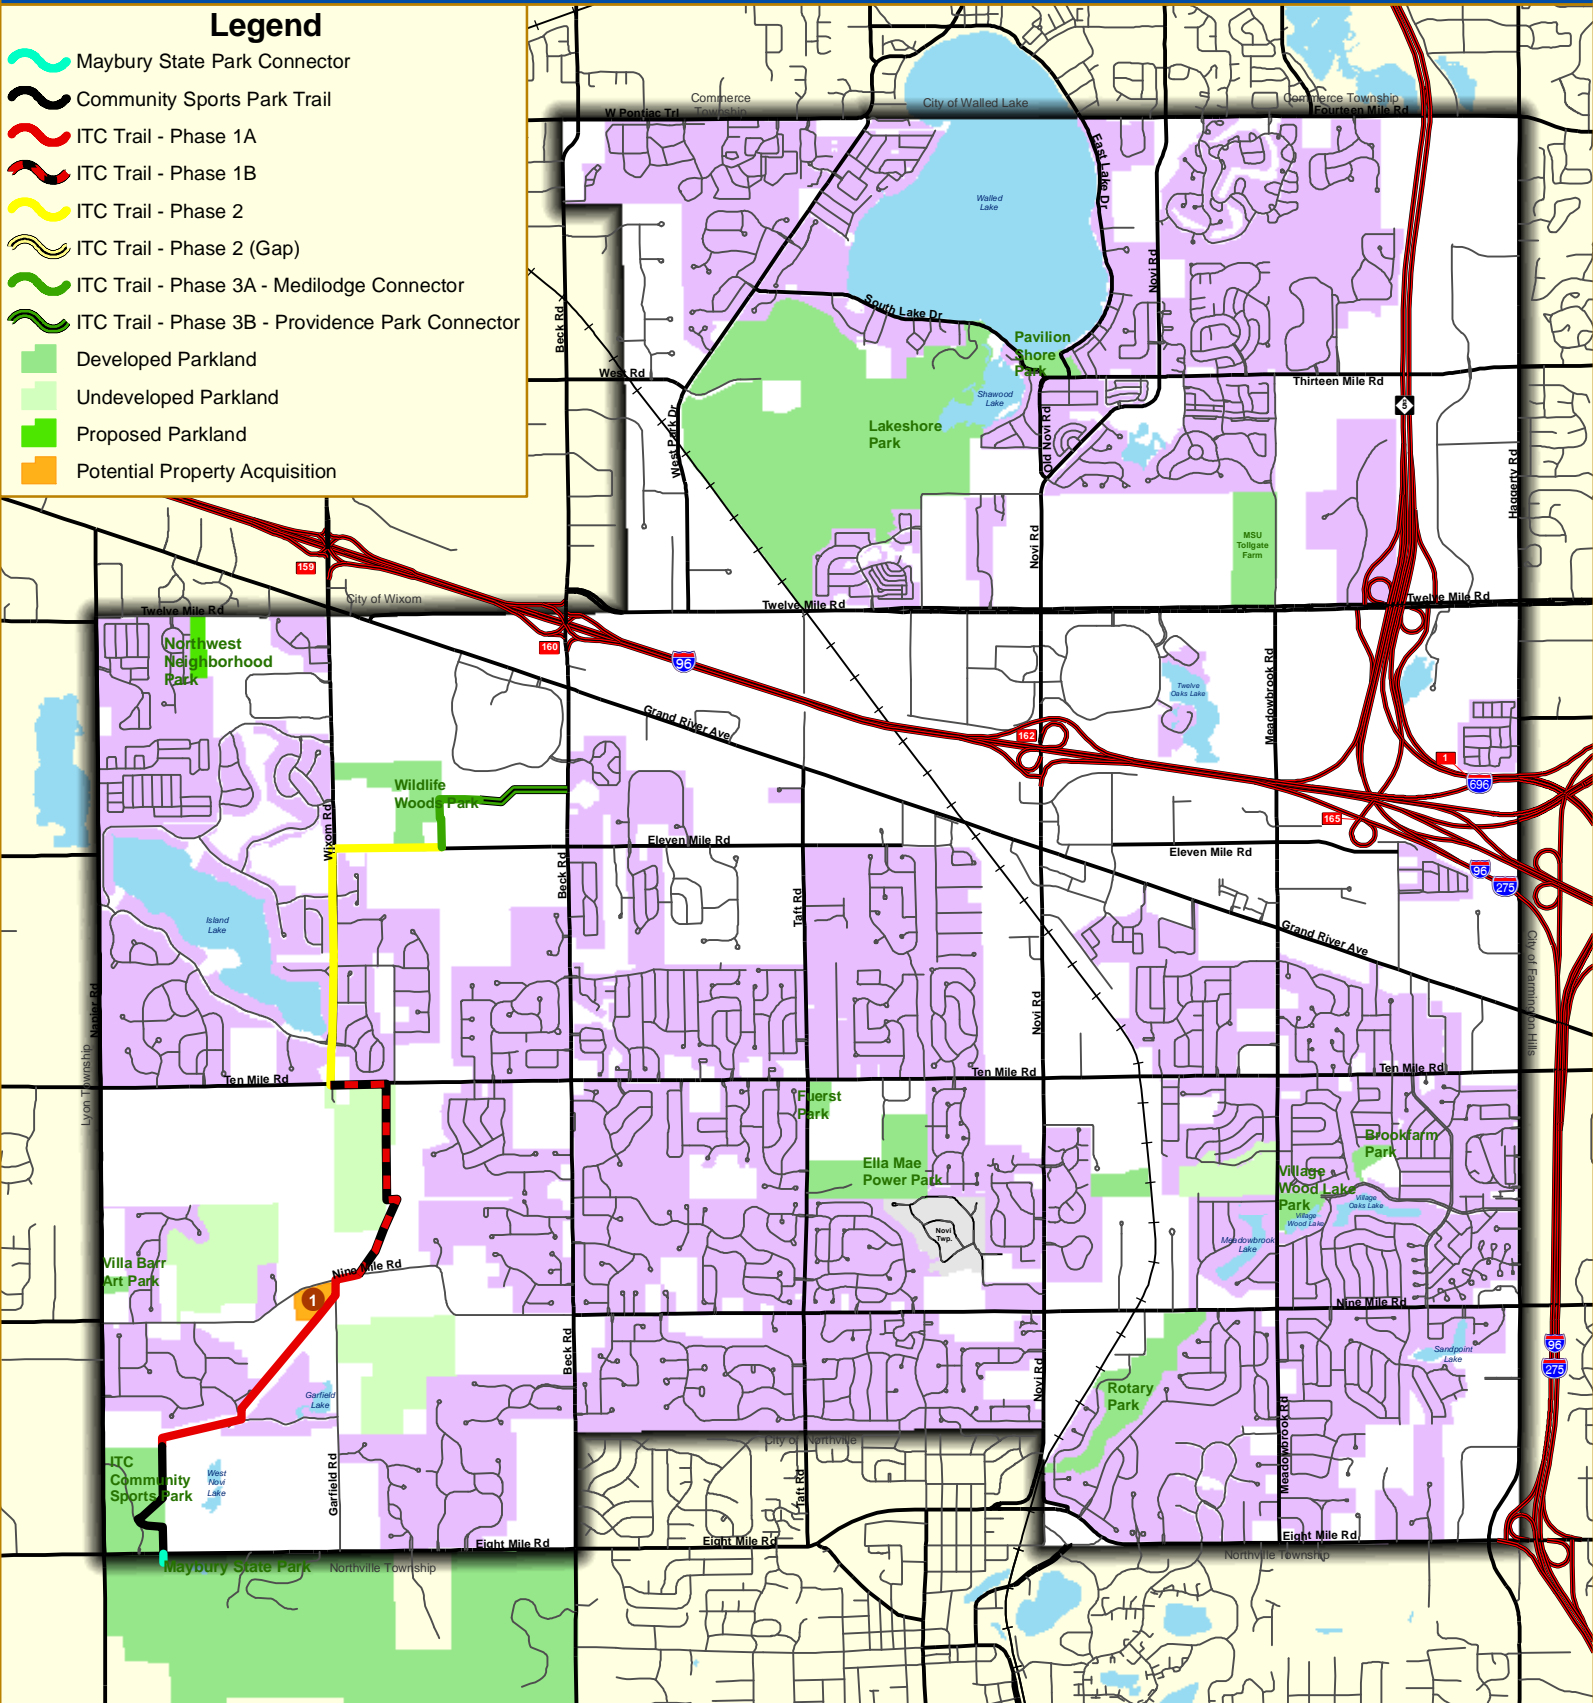 Legend
Maybury State Park Connector
Community Sports Park Trail
ITC Trail - Phase 1A
ITC Trail - Phase 1B
ITC Trail - Phase 2
ITC Trail - Phase 2 (Gap)
ITC Trail - Phase 3A - Medilodge Connector
ITC Trail - Phase 3B - Providence Park Connector
Developed Parkland
Undeveloped Parkland
Proposed Parkland
Potential Property Acquisition
Commerce
Township
City of Walled Lake
Commerce Township
W Pontiac Trl
Fourteen Mile Rd
East Lake Dr
Walled
Lake
Novi Rd
Beck Rd
South Lake Dr
Pavilion
Shore
Park
West Rd
Thirteen Mile Rd
Shawood
Lake
5
West Park Dr
Lakeshore
Park
Old Novi Rd
Haggerty Rd
MSU
Tollgate
Farm
Novi Rd
159
City of Wixom
Twelve Mile Rd
Twelve Mile Rd
Twelve Mile Rd
Northwest
Neighborhood
Park
160
96
Meadowbrook Rd
Twelve
Oaks Lake
Grand River Ave
162
1
696
Wildlife
Woods Park
165
Wixom Rd
Eleven Mile Rd
Eleven Mile Rd
Beck Rd
96
275
Taft Rd
Island
Lake
Grand River Ave
City of Farmington Hills
Napier Rd
Novi Rd
Lyon Township
Ten Mile Rd
Ten Mile Rd
Ten Mile Rd
Fuerst
Park
Brookfarm
Park
Ella Mae
Power Park
Village
Wood Lake
Park
Village
Oaks Lake
Village
Wood Lake
Novi
Twp.
Meadowbrook
Lake
Villa Barr
Art Park
Nine Mile Rd
1
Nine Mile Rd
96
275
Beck Rd
Sandpoint
Lake
Novi Rd
Rotary
Park
Garfield
Lake
Meadowbrook Rd
City of Northville
ITC
Community
Sports Park
West
Novi
Lake
Garfield Rd
Taft Rd
Eight Mile Rd
Eight Mile Rd
Eight Mile Rd
Maybury State Park
Northville Township
Northville Township